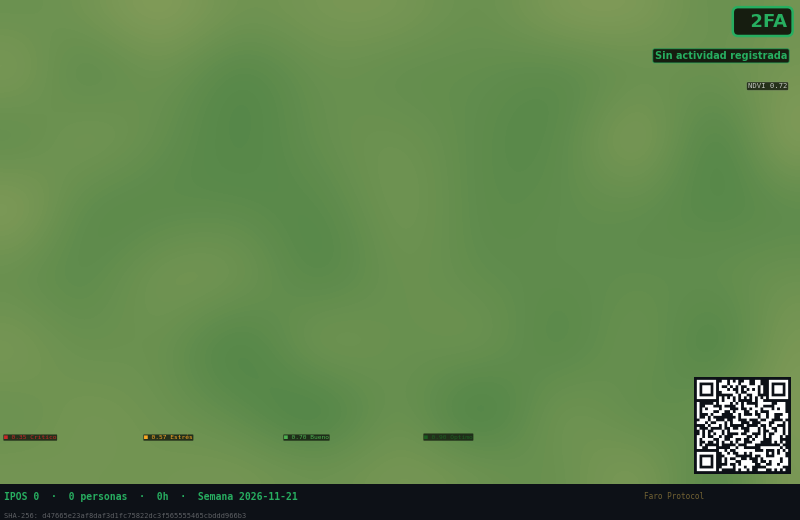 2FA
Sin actividad registrada
NDVI 0.72
0.57 Estrés
0.70 Bueno
IPOS 0 · 0 personas · 0h · Semana 2026-11-21
Faro Protocol
SHA-256: